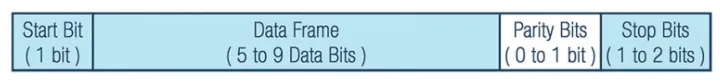 Start Bit
( 1 bit )
Data Frame
( 5 to 9 Data Bits )
Parity Bits
( 0 to 1 bit )
Stop Bits
( 1 to 2 bits )